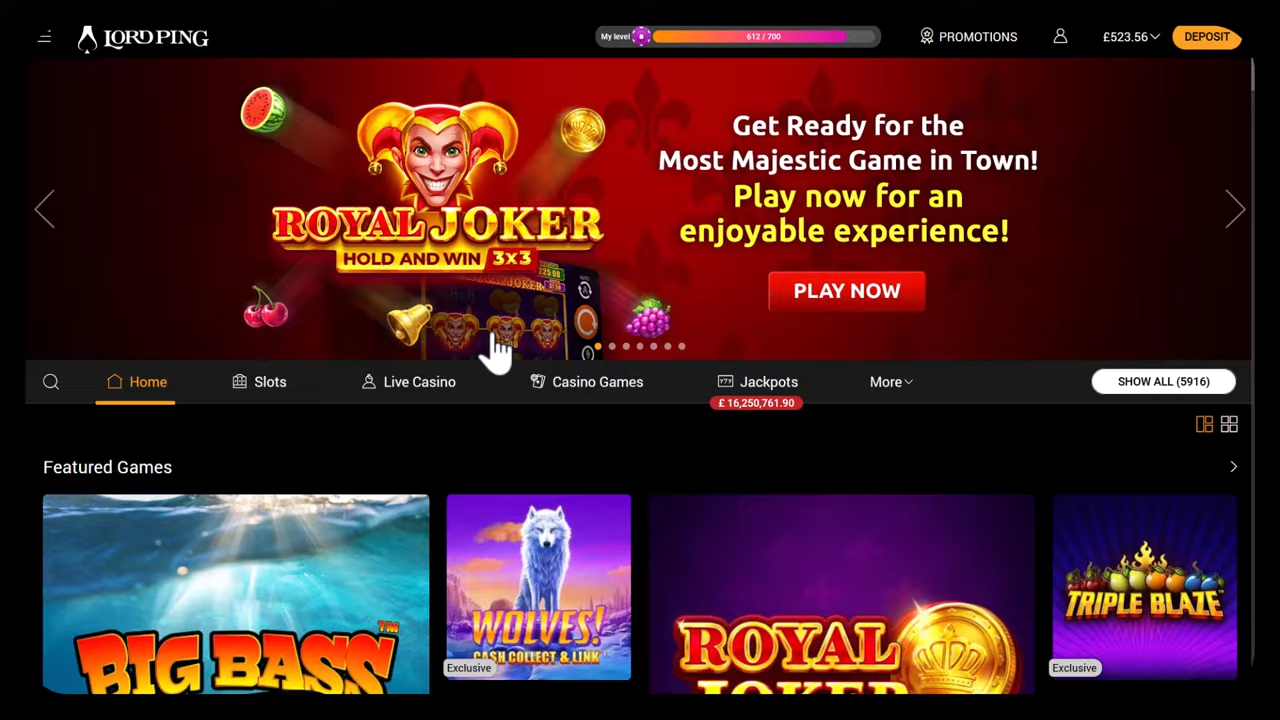 LORDPING
My level
612 / 700
PROMOTIONS
£523.56
DEPOSIT
ROYAL JOKER
HOLD AND WIN 3X3
Get Ready for the
Most Majestic Game in Town!
Play now for an
enjoyable experience!
PLAY NOW
Home
Slots
Live Casino
Casino Games
Jackpots
£ 16,250,761.90
More
SHOW ALL (5916)
Featured Games
BIG BASS™
WOLVES!
CASH COLLECT & LINK
Exclusive
ROYAL
JOKER
TRIPLE BLAZE™
Exclusive